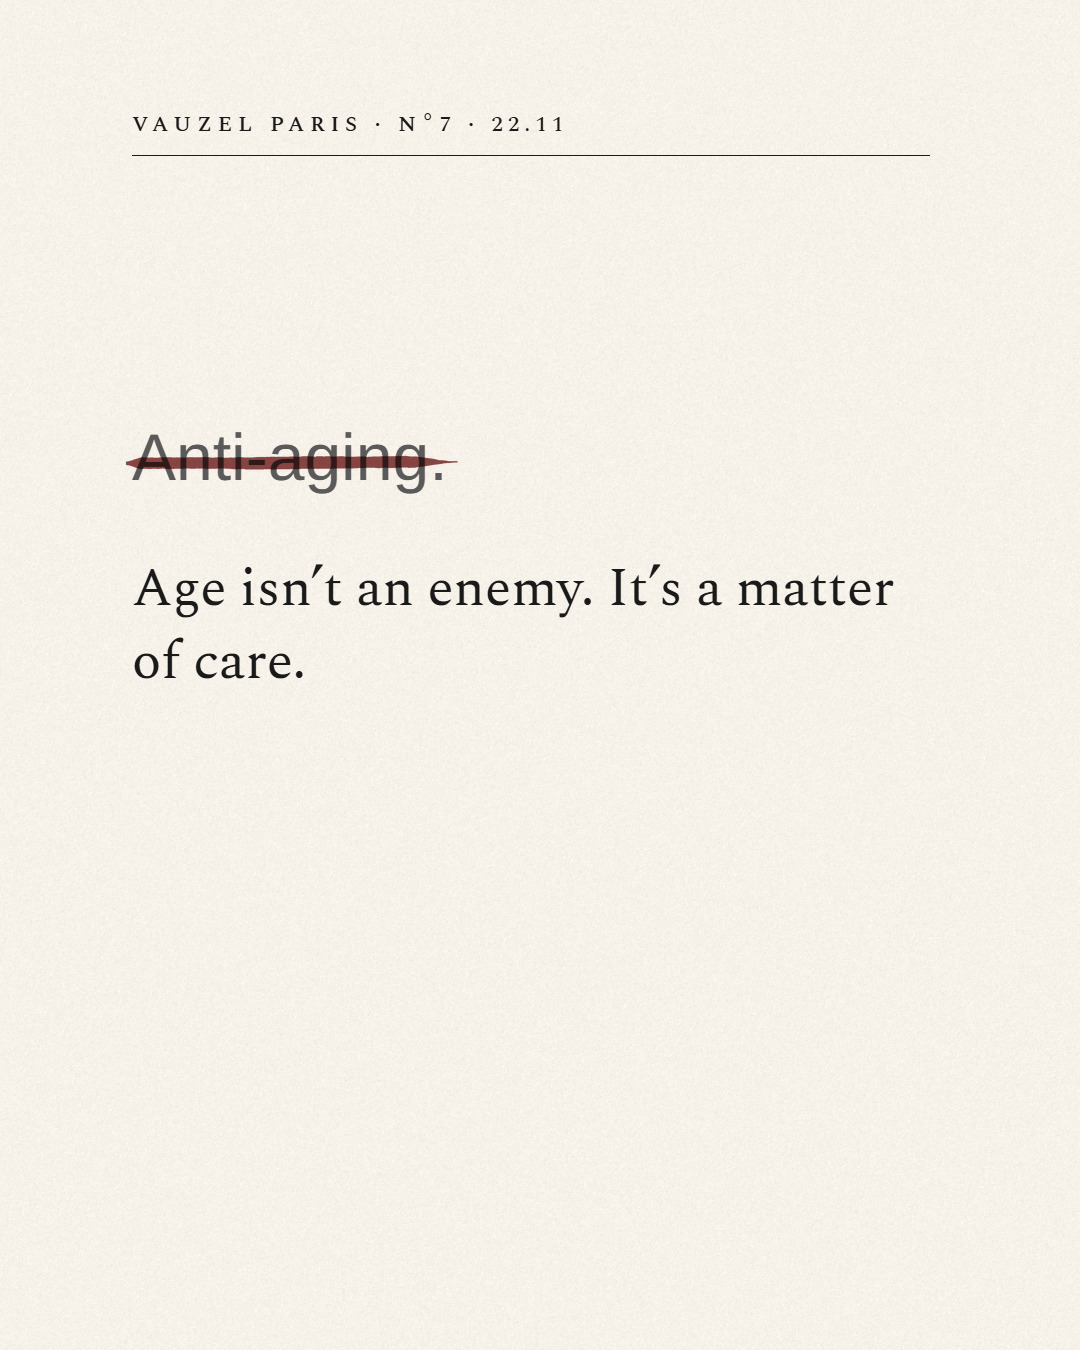 VAUZEL PARIS · N°7 · 22.11
Anti-aging.
Age isn’t an enemy. It’s a matter
of care.